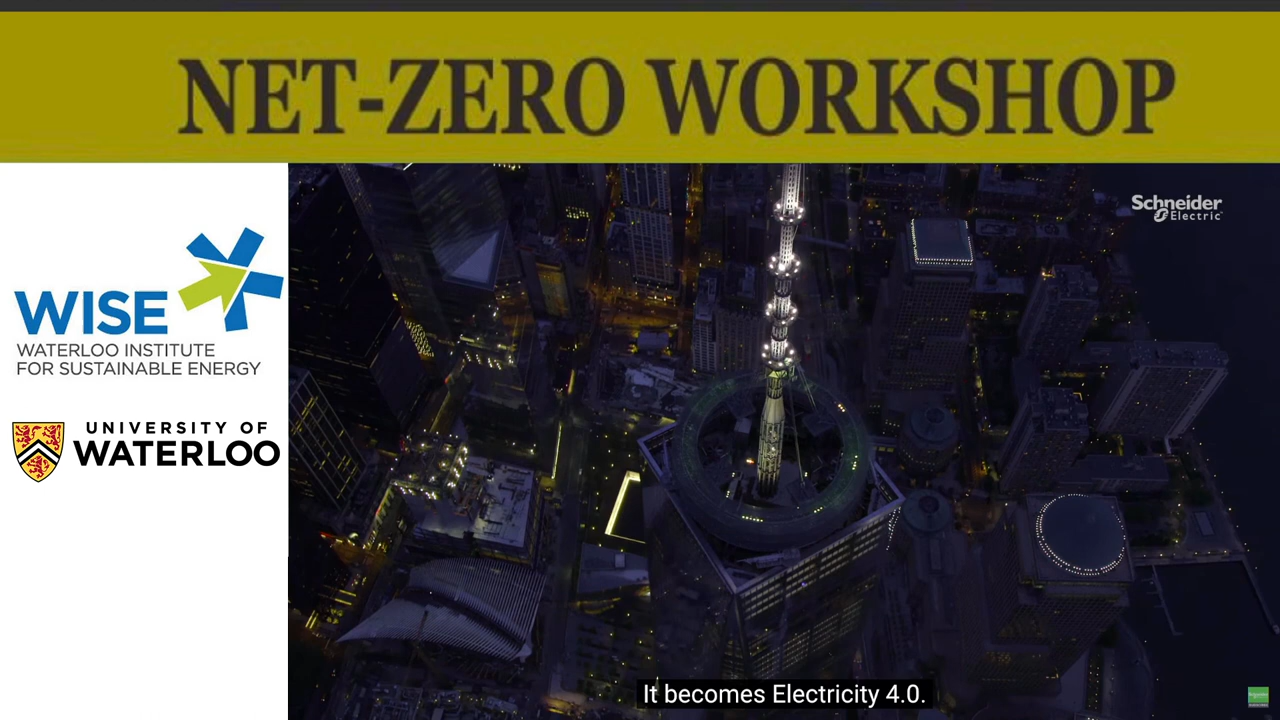 NET-ZERO WORKSHOP
WISE
WATERLOO INSTITUTE
FOR SUSTAINABLE ENERGY
UNIVERSITY OF
WATERLOO
Schneider
Electric
It becomes Electricity 4.0.